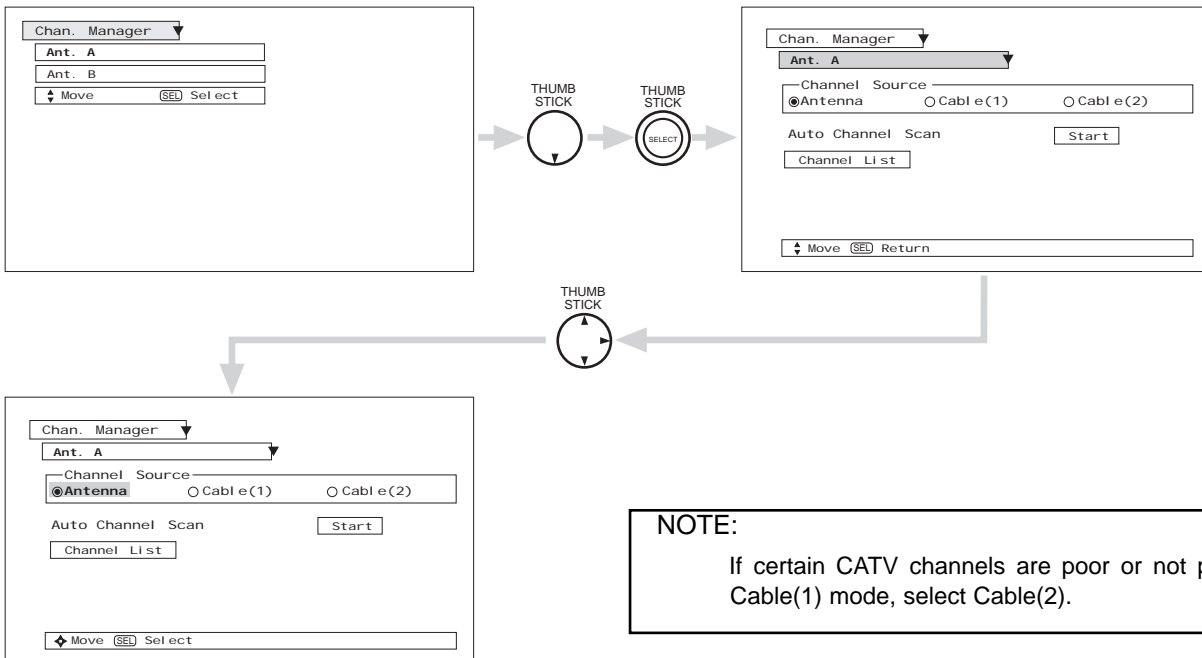 Chan. Manager
Ant. A
Ant. B
Move SEL Select
THUMB
STICK
THUMB
STICK
SELECT
Chan. Manager
Ant. A
Channel Source
Antenna Cable(1) Cable(2)
Auto Channel Scan Start
Channel List
Move SEL Return
THUMB
STICK
Chan. Manager
Ant. A
Channel Source
Antenna Cable(1) Cable(2)
Auto Channel Scan Start
Channel List
Move SEL Select
NOTE:
If certain CATV channels are poor or not
Cable(1) mode, select Cable(2).